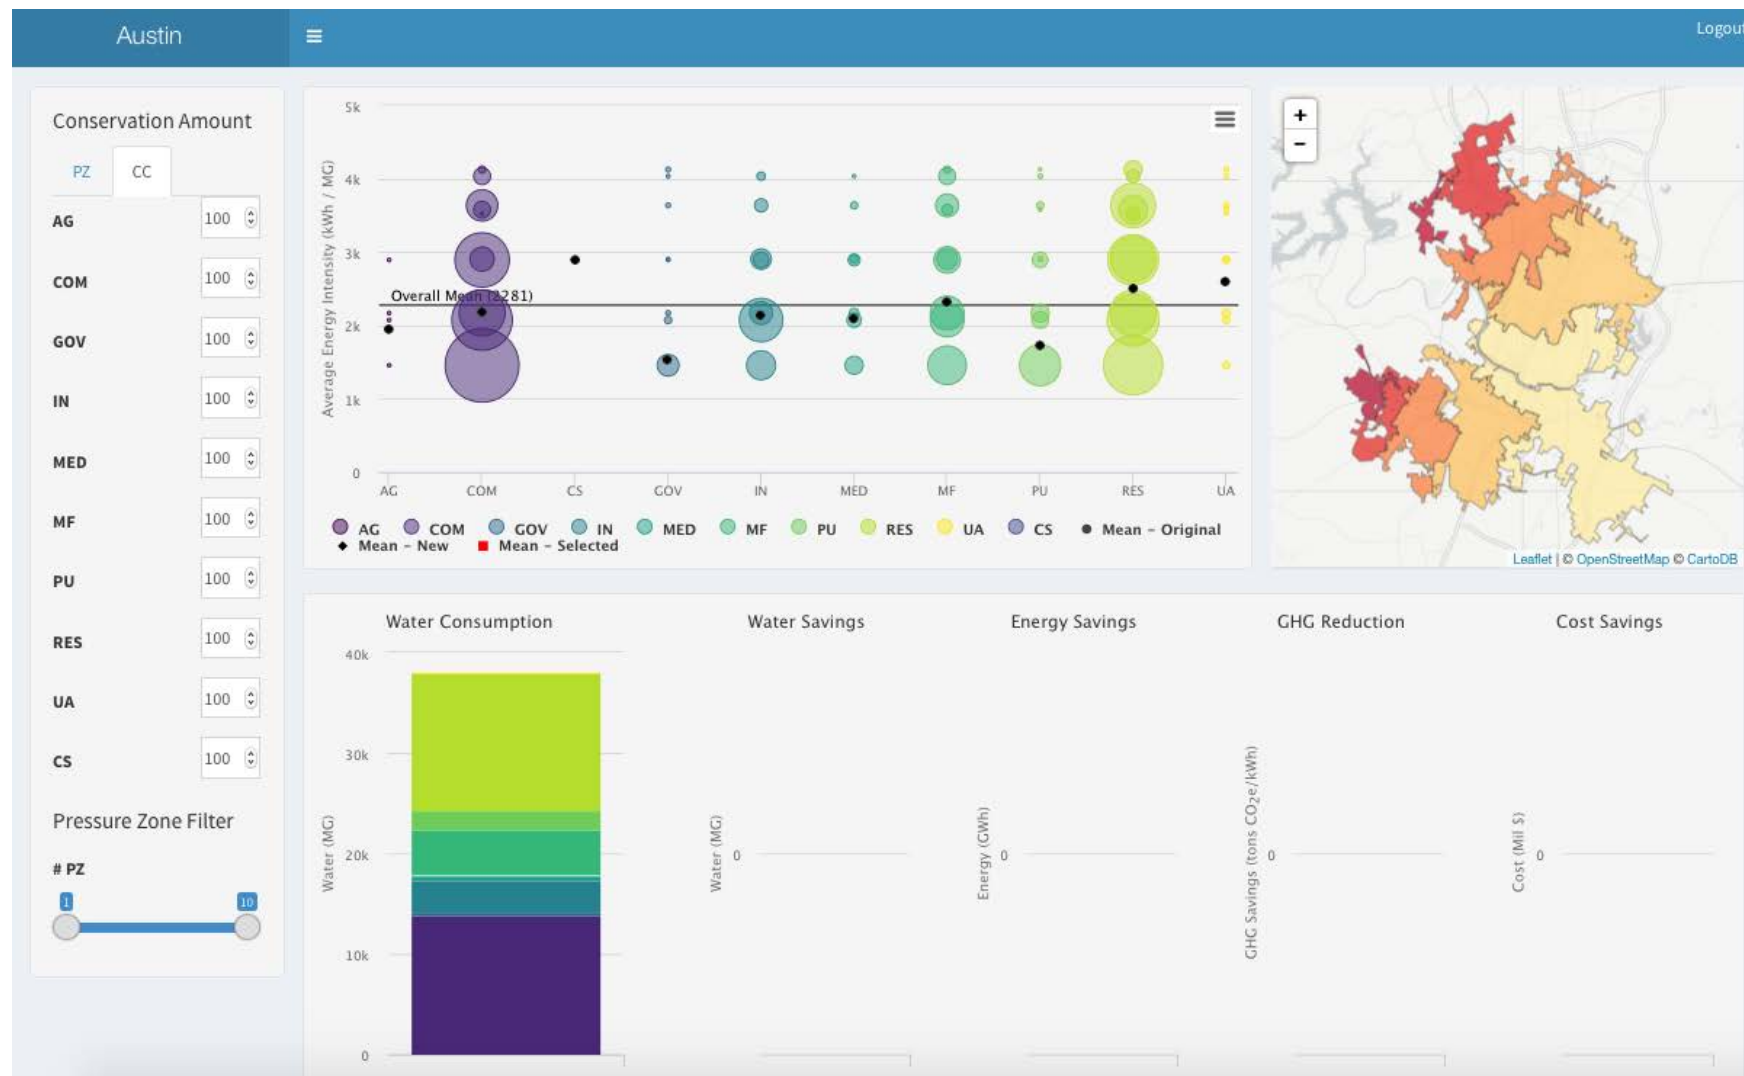 Austin
Logout
Conservation Amount
PZ
CC
AG 100
COM 100
GOV 100
IN 100
MED 100
MF 100
PU 100
RES 100
UA 100
CS 100
Pressure Zone Filter
# PZ
1 10
Average Energy Intensity (kWh / MG)
5k
4k
3k
2k
1k
0
Overall Mean (2281)
AG COM CS GOV IN MED MF PU RES UA
AG COM GOV IN MED MF PU RES UA CS Mean - Original
Mean - New Mean - Selected
+
-
Leaflet | © OpenStreetMap © CartoDB
Water Consumption
Water (MG)
40k
30k
20k
10k
0
Water Savings
Water (MG)
0
Energy Savings
Energy (GWh)
0
GHG Reduction
GHG Savings (tons CO2e/kWh)
0
Cost Savings
Cost (Mil $)
0